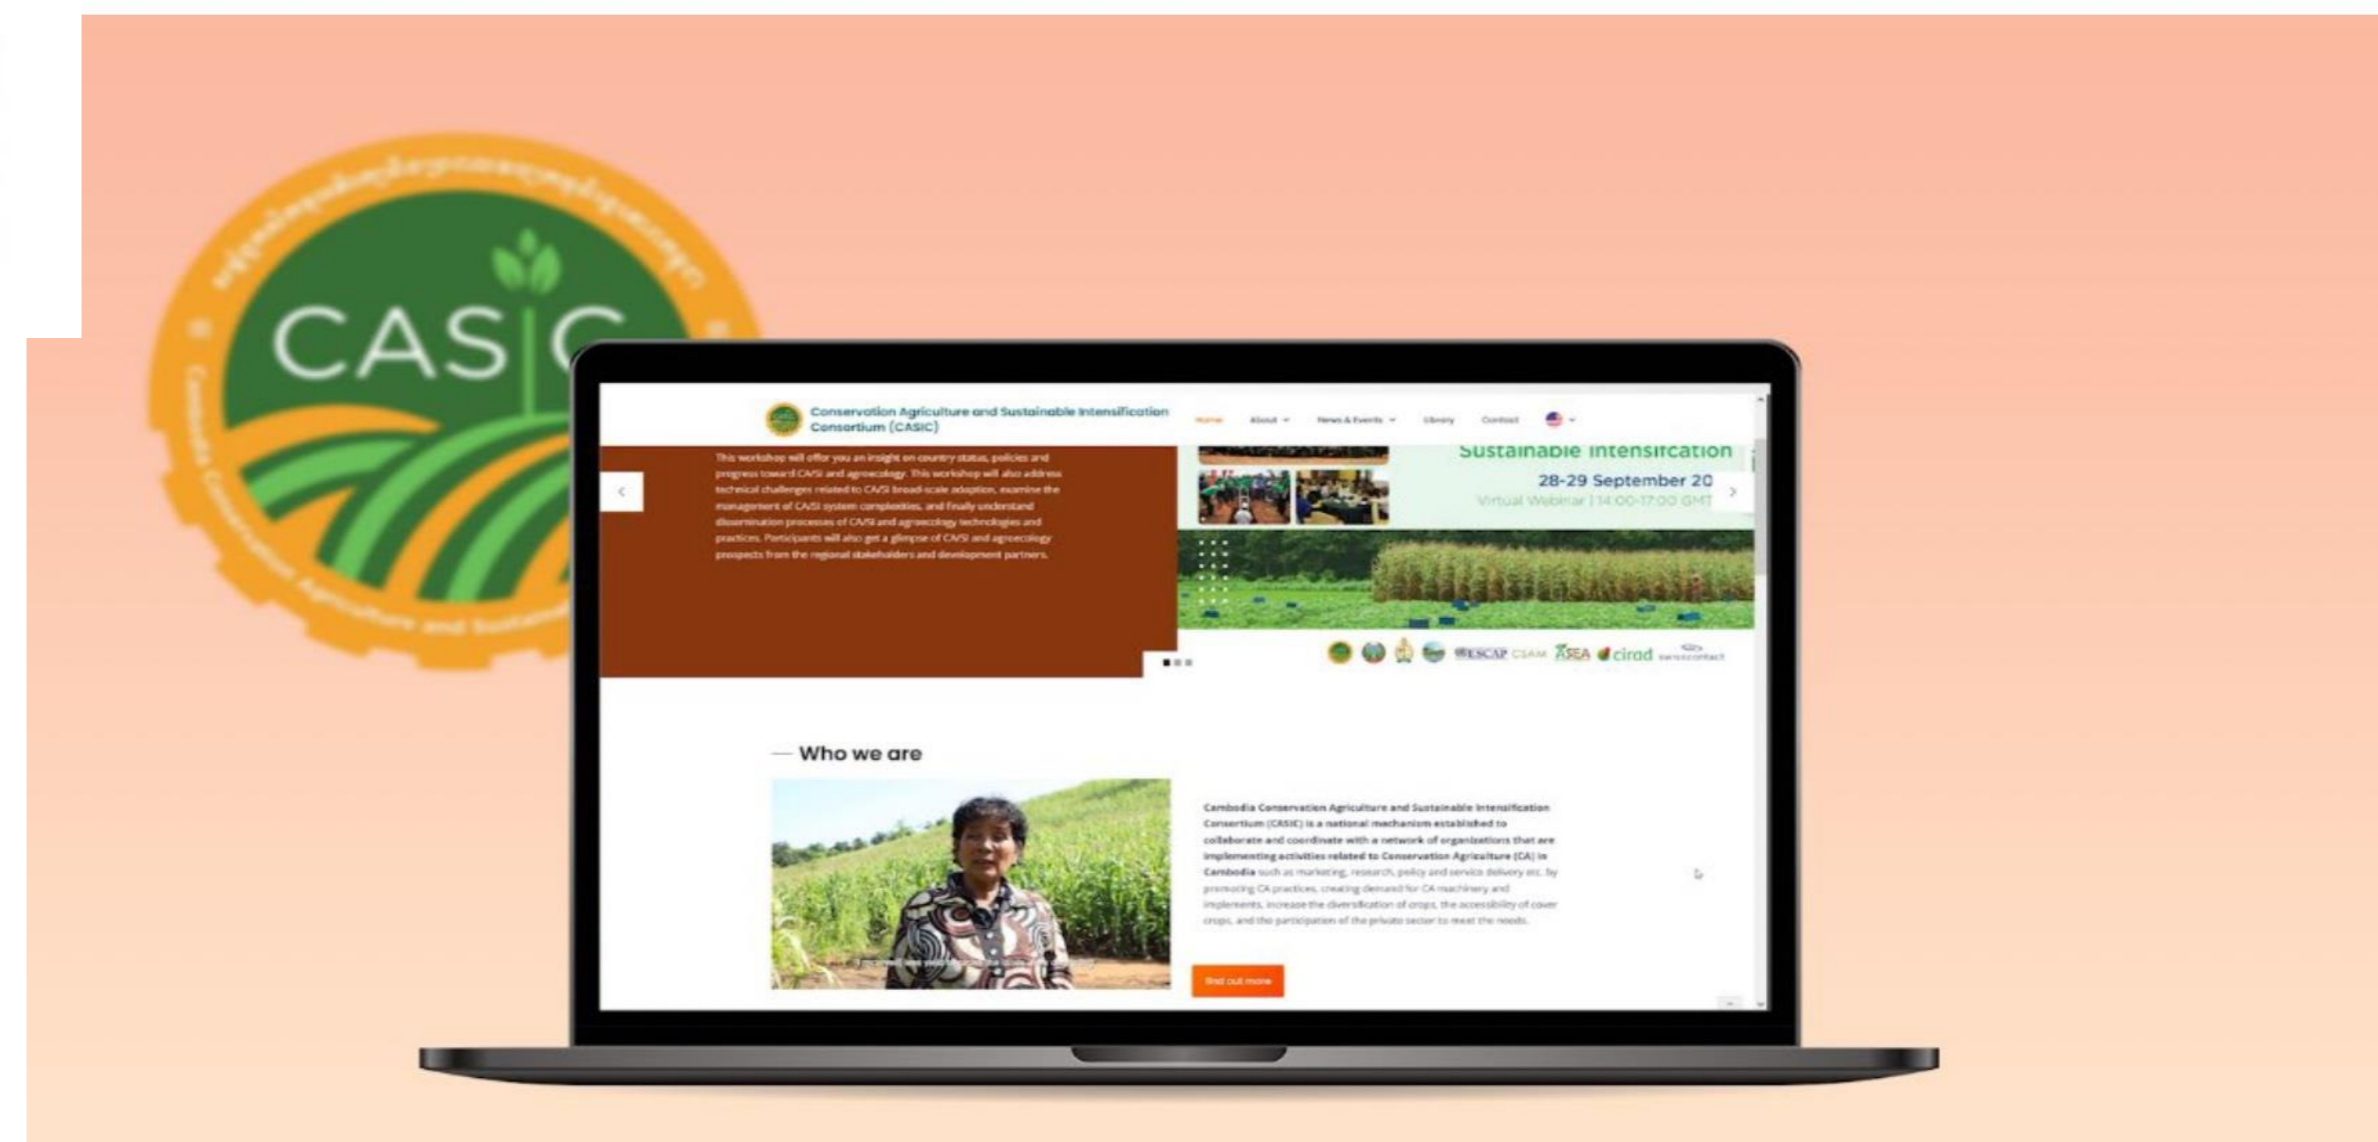 CASIC
Cambodia Conservation Agriculture and Sustaina
Conservation Agriculture and Sustainable Intensification
Consortium (CASIC)
Home About News & Events Library Contact
This workshop will offer you an insight on country status, policies and
progress toward CA/SI and agroecology. This workshop will also address
technical challenges related to CA/SI broad-scale adoption, examine the
management of CA/SI system complexities, and finally understand
dissemination processes of CA/SI and agroecology technologies and
practices. Participants will also get a glimpse of CA/SI and agroecology
prospects from the regional stakeholders and development partners.
Sustainable Intensifcation
28-29 September 20
Virtual Webinar | 14:00-17:00 GMT
ESCAP CSAM ASEA cirad swisscontact
Who we are
Cambodia Conservation Agriculture and Sustainable Intensification
Consortium (CASIC) is a national mechanism established to
collaborate and coordinate with a network of organizations that are
implementing activities related to Conservation Agriculture (CA) in
Cambodia such as marketing, research, policy and service delivery etc. by
promoting CA practices, creating demand for CA machinery and
implements, increase the diversification of crops, the accessibility of cover
crops, and the participation of the private sector to meet the needs.
find out more